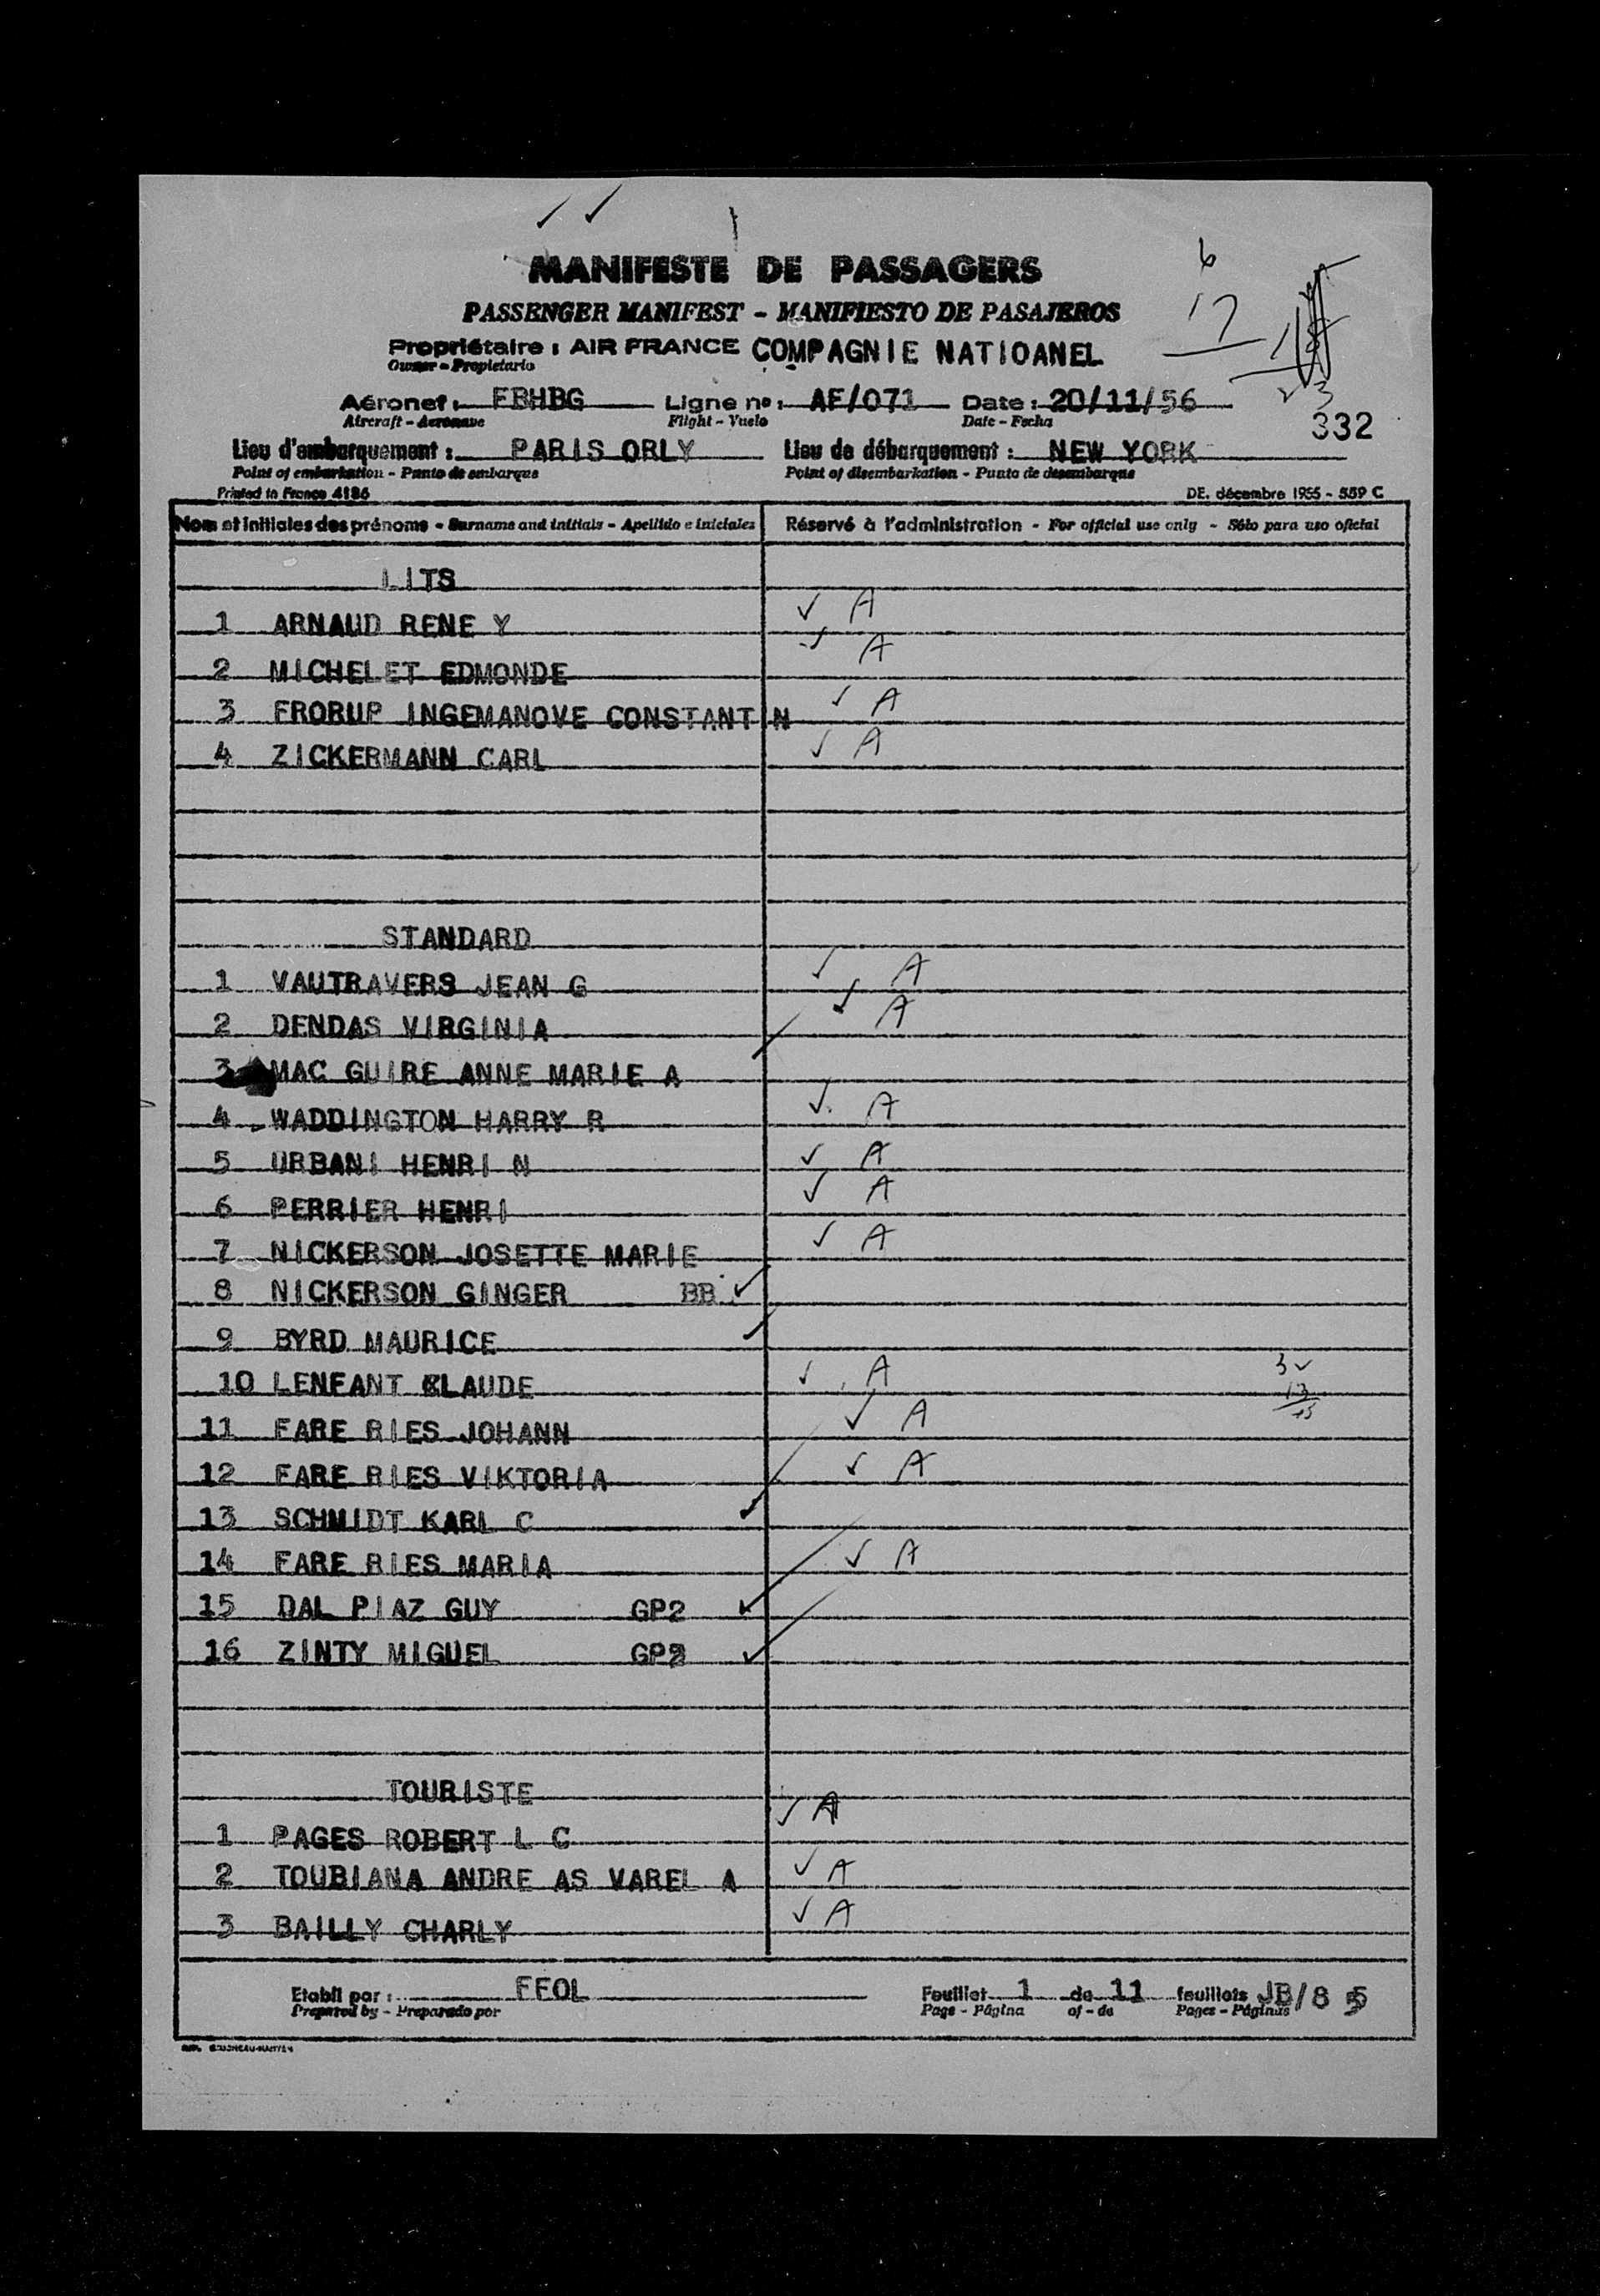 MANIFESTE DE PASSAGERS
PASSENGER MANIFEST - MANIFIESTO DE PASAJEROS
Propriétaire : AIR FRANCE COMPAGNIE NATIOANEL
Owner - Propietario
Aéronef : FBHBG Ligne no : AF/071 Date : 20/11/56
Aircraft - Aeronave Flight - Vuelo Date - Fecha
332
Lieu d'embarquement : PARIS ORLY Lieu de débarquement : NEW YORK
Point of embarkation - Punto de embarque Point of disembarkation - Punto de desembarque
Printed in France 4186 DE. décembre 1955 - 559 C
Nom et initiales des prénoms - Surname and initials - Apellido e iniciales Réservé à l'administration - For official use only - Sólo para uso oficial
LITS
1 ARNAUD RENE Y ✓ A
2 MICHELET EDMONDE ✓ A
3 FRORUP INGEMANOVE CONSTANTIN ✓ A
4 ZICKERMANN CARL ✓ A
STANDARD
1 VAUTRAVERS JEAN G ✓ A
2 DENDAS VIRGINIA ✓ A
3 MAC GUIRE ANNE MARIE A
4 WADDINGTON HARRY R ✓ A
5 URBANI HENRI N ✓ A
6 PERRIER HENRI ✓ A
7 NICKERSON JOSETTE MARIE ✓ A
8 NICKERSON GINGER BB ✓
9 BYRD MAURICE ✓
10 LENFANT CLAUDE ✓ A
11 FARE RIES JOHANN ✓ A
12 FARE RIES VIKTORIA ✓ A
13 SCHMIDT KARL C ✓
14 FARE RIES MARIA ✓ A
15 DAL PIAZ GUY GP2 ✓
16 ZINTY MIGUEL GP2 ✓
TOURISTE
1 PAGES ROBERT L C ✓ A
2 TOUBIANA ANDRE AS VAREL A ✓ A
3 BAILLY CHARLY ✓ A
Etabli par : FFOL Feuillet 1 de 11 feuillets JB/8
Prepared by - Preparado por Page - Página of - de Pages - Páginas